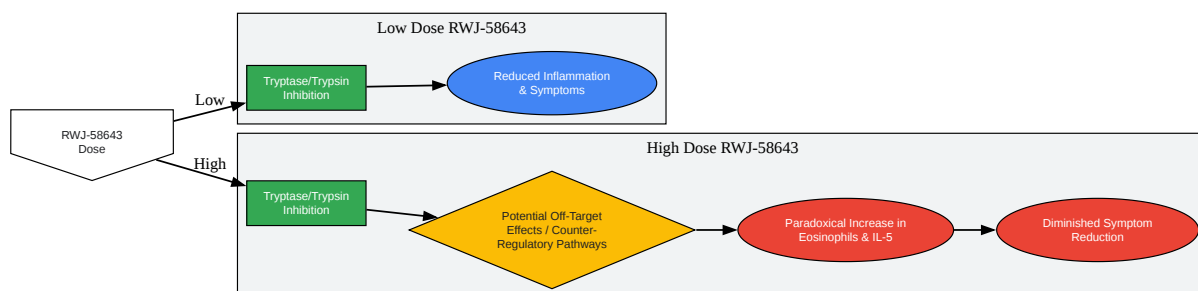 Low Dose RWJ-58643
Tryptase/Trypsin
Inhibition
Reduced Inflammation
& Symptoms
Low
RWJ-58643
Dose
High
High Dose RWJ-58643
Tryptase/Trypsin
Inhibition
Potential Off-Target
Effects / Counter-
Regulatory Pathways
Paradoxical Increase in
Eosinophils & IL-5
Diminished Symptom
Reduction